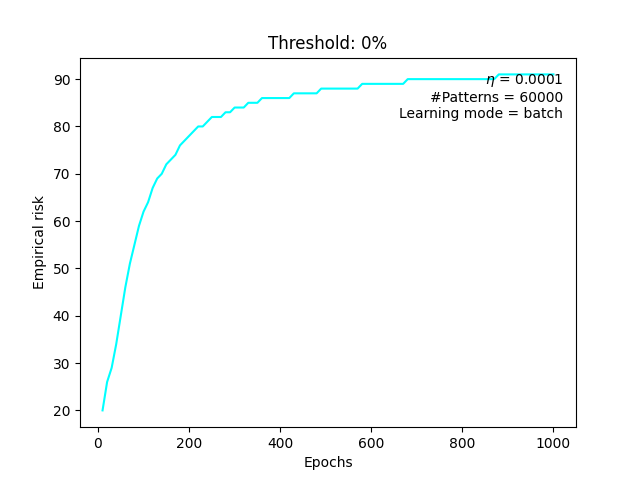 Threshold: 0%
η = 0.0001
#Patterns = 60000
Learning mode = batch
Empirical risk
90
80
70
60
50
40
30
20
0 200 400 600 800 1000
Epochs